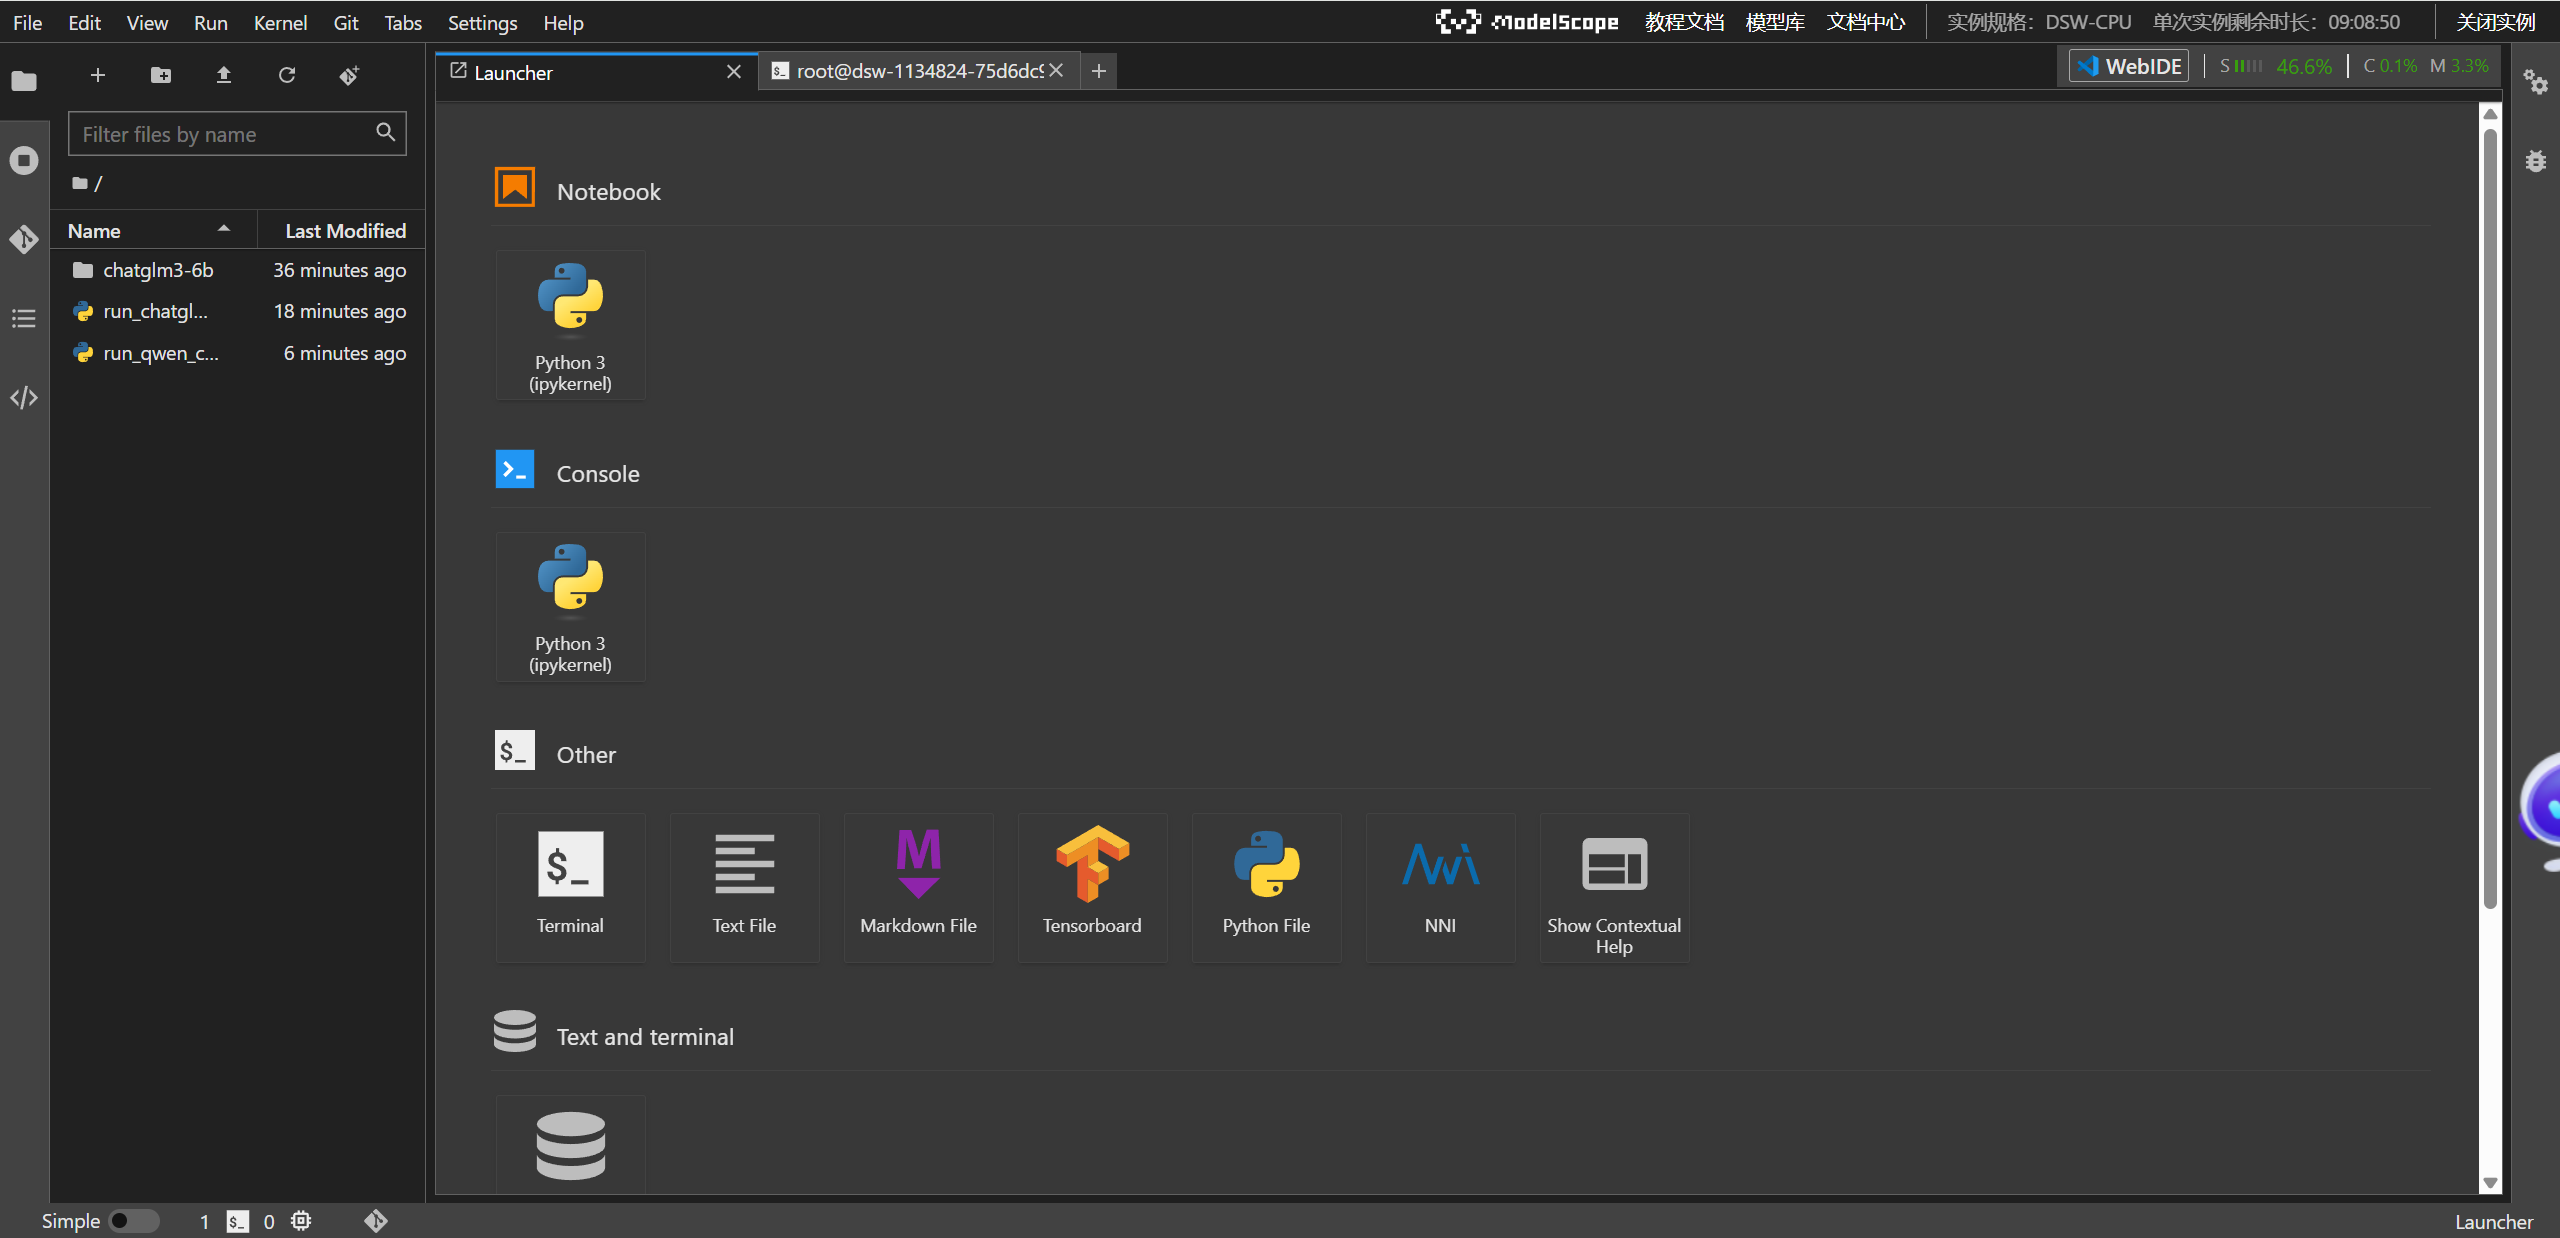 File Edit View Run Kernel Git Tabs Settings Help
ModelScope 教程文档 模型库 文档中心 实例规格：DSW-CPU 单次实例剩余时长：09:08:50 关闭实例
Launcher
root@dsw-1134824-75d6dc9
WebIDE S 46.6% C 0.1% M 3.3%
Filter files by name
/
Name Last Modified
chatglm3-6b 36 minutes ago
run_chatgl... 18 minutes ago
run_qwen_c... 6 minutes ago
Notebook
Python 3
(ipykernel)
Console
Python 3
(ipykernel)
$_ Other
$_
Terminal
Text File
M
Markdown File
Tensorboard
Python File
NNI
Show Contextual
Help
Text and terminal
Simple 1 $_ 0
Launcher